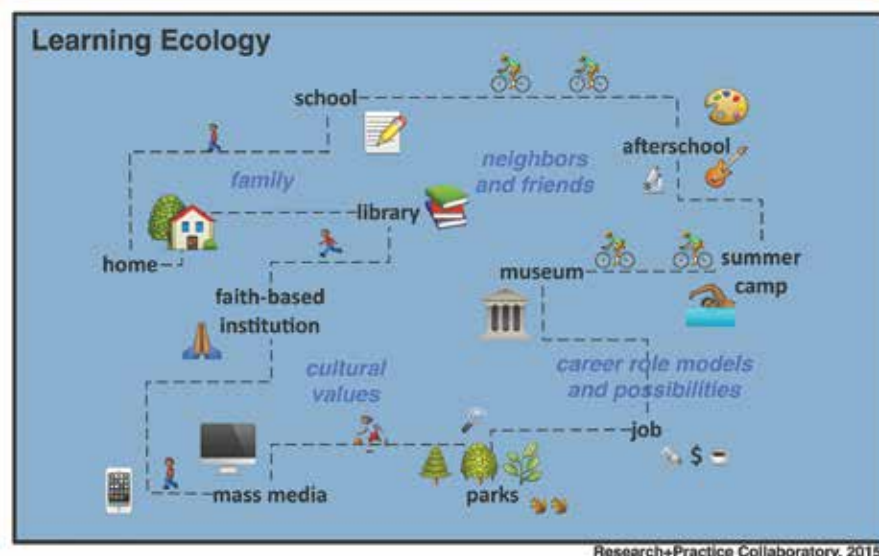 Learning Ecology
school
afterschool
family
neighbors
and friends
library
home
museum
summer
camp
faith-based
institution
cultural
values
career role models
and possibilities
job
$
mass media
parks
Research+Practice Collaboratory, 2015